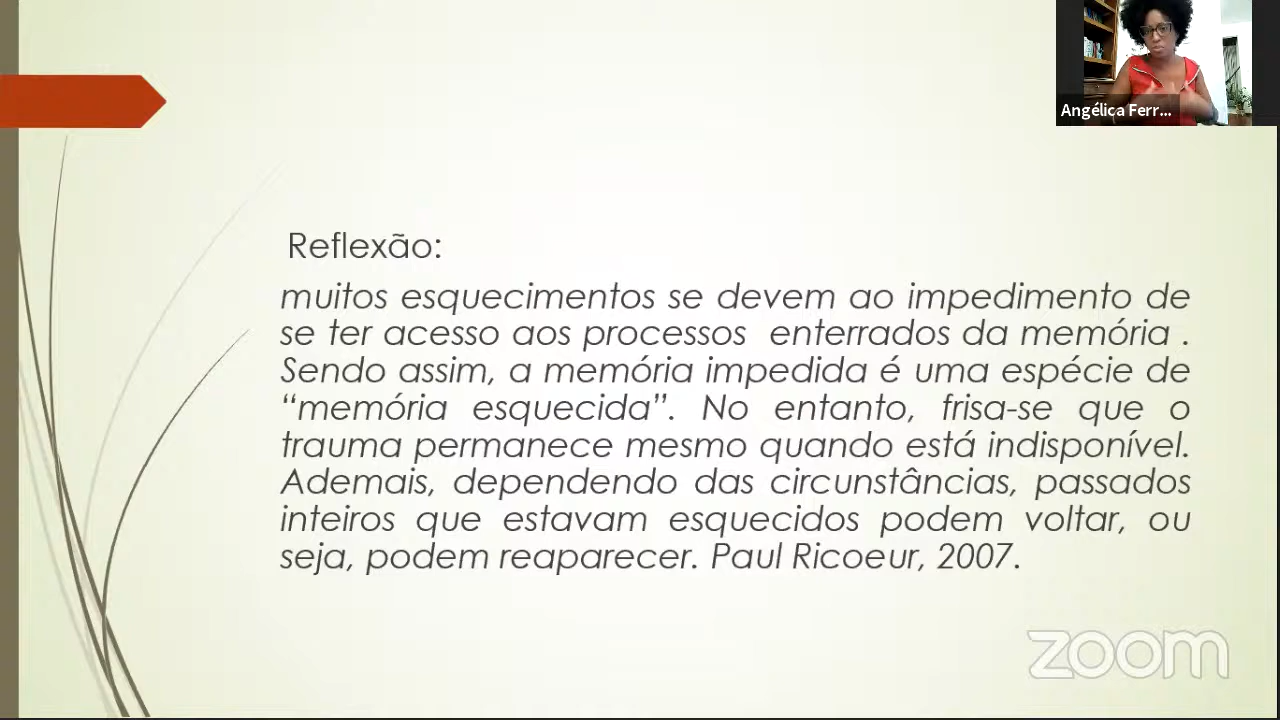 Angélica Ferr...
Reflexão:
muitos esquecimentos se devem ao impedimento de
se ter acesso aos processos  enterrados da memória .
Sendo assim, a memória impedida é uma espécie de
“memória esquecida”. No entanto, frisa-se que o
trauma permanece mesmo quando está indisponível.
Ademais, dependendo das circunstâncias, passados
inteiros que estavam esquecidos podem voltar, ou
seja, podem reaparecer. Paul Ricoeur, 2007.
zoom